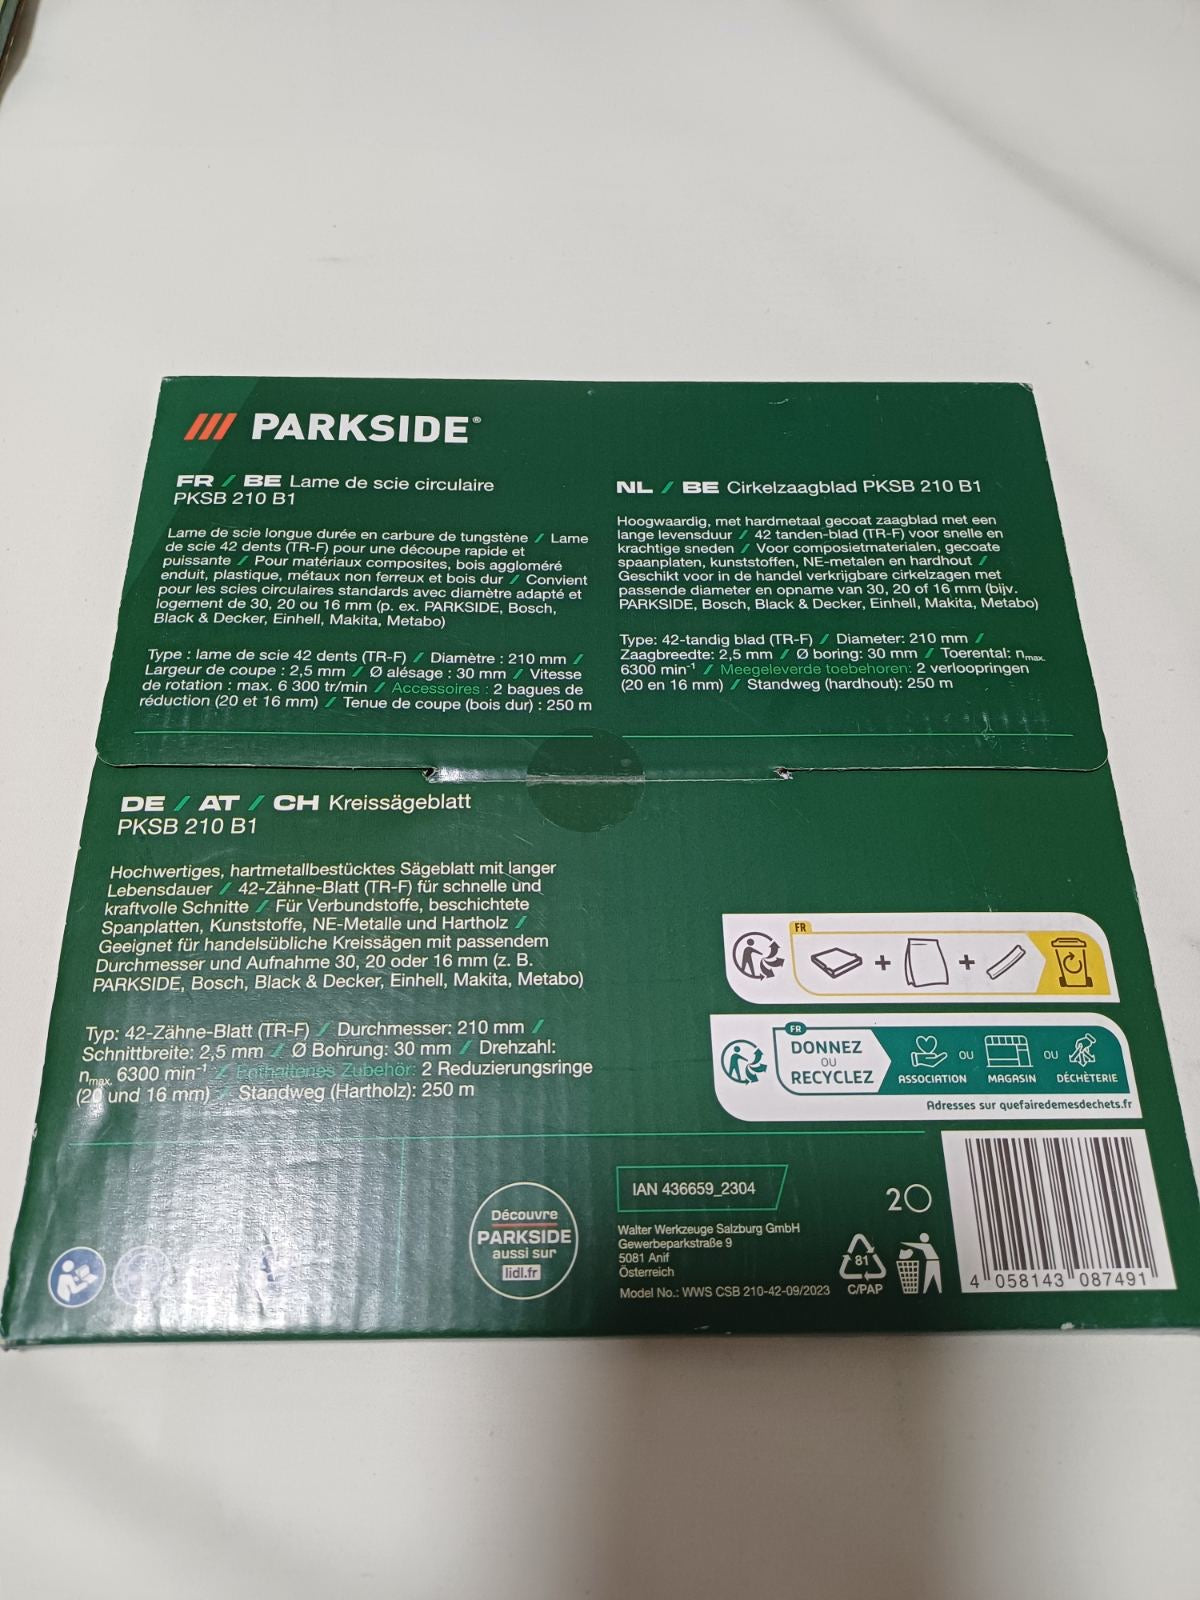 /// PARKSIDE®
FR / BE Lame de scie circulaire
PKSB 210 B1
Lame de scie longue durée en carbure de tungstène / Lame
de scie 42 dents (TR-F) pour une découpe rapide et
puissante / Pour matériaux composites, bois aggloméré
enduit, plastique, métaux non ferreux et bois dur / Convient
pour les scies circulaires standards avec diamètre adapté et
logement de 30, 20 ou 16 mm (p. ex. PARKSIDE, Bosch,
Black & Decker, Einhell, Makita, Metabo)
Type : lame de scie 42 dents (TR-F) / Diamètre : 210 mm /
Largeur de coupe : 2,5 mm / Ø alésage : 30 mm / Vitesse
de rotation : max. 6 300 tr/min / Accessoires : 2 bagues de
réduction (20 et 16 mm) / Tenue de coupe (bois dur) : 250 m
NL / BE Cirkelzaagblad PKSB 210 B1
Hoogwaardig, met hardmetaal gecoat zaagblad met een
lange levensduur / 42 tanden-blad (TR-F) voor snelle en
krachtige sneden / Voor composietmaterialen, gecoate
spaanplaten, kunststoffen, NE-metalen en hardhout /
Geschikt voor in de handel verkrijgbare cirkelzagen met
passende diameter en opname van 30, 20 of 16 mm (bijv.
PARKSIDE, Bosch, Black & Decker, Einhell, Makita, Metabo)
Type: 42-tandig blad (TR-F) / Diameter: 210 mm /
Zaagbreedte: 2,5 mm / Ø boring: 30 mm / Toerental: nmax.
6300 min⁻¹ / Meegeleverde toebehoren: 2 verloopringen
(20 en 16 mm) / Standweg (hardhout): 250 m
DE / AT / CH Kreissägeblatt
PKSB 210 B1
Hochwertiges, hartmetallbestücktes Sägeblatt mit langer
Lebensdauer / 42-Zähne-Blatt (TR-F) für schnelle und
kraftvolle Schnitte / Für Verbundstoffe, beschichtete
Spanplatten, Kunststoffe, NE-Metalle und Hartholz /
Geeignet für handelsübliche Kreissägen mit passendem
Durchmesser und Aufnahme 30, 20 oder 16 mm (z. B.
PARKSIDE, Bosch, Black & Decker, Einhell, Makita, Metabo)
Typ: 42-Zähne-Blatt (TR-F) / Durchmesser: 210 mm /
Schnittbreite: 2,5 mm / Ø Bohrung: 30 mm / Drehzahl:
nmax. 6300 min⁻¹ / Enthaltenes Zubehör: 2 Reduzierungsringe
(20 und 16 mm) / Standweg (Hartholz): 250 m
FR
+ +
FR
DONNEZ
OU
RECYCLEZ
ASSOCIATION OU MAGASIN OU DÉCHÈTERIE
Adresses sur quefairedemesdechets.fr
Découvre
PARKSIDE
aussi sur
lidl.fr
IAN 436659_2304
Walter Werkzeuge Salzburg GmbH
Gewerbeparkstraße 9
5081 Anif
Österreich
Model No.: WWS CSB 210-42-09/2023
2
81
C/PAP
4 058143 087491